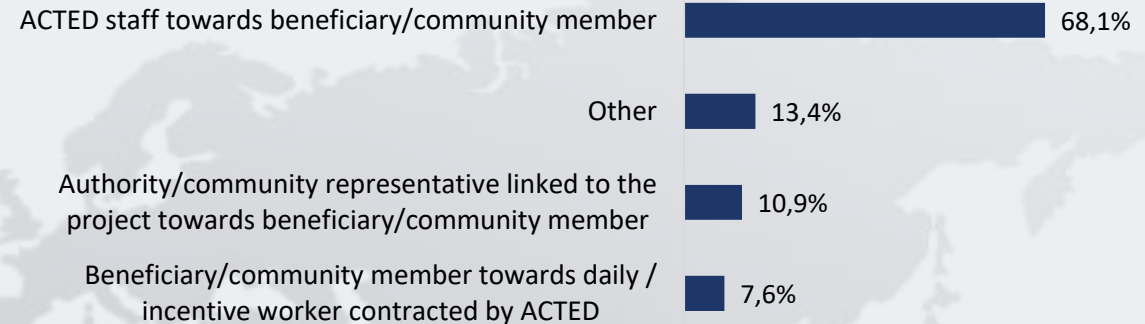 ACTED staff towards beneficiary/community member 68,1%
Other 13,4%
Authority/community representative linked to the
project towards beneficiary/community member 10,9%
Beneficiary/community member towards daily /
incentive worker contracted by ACTED 7,6%